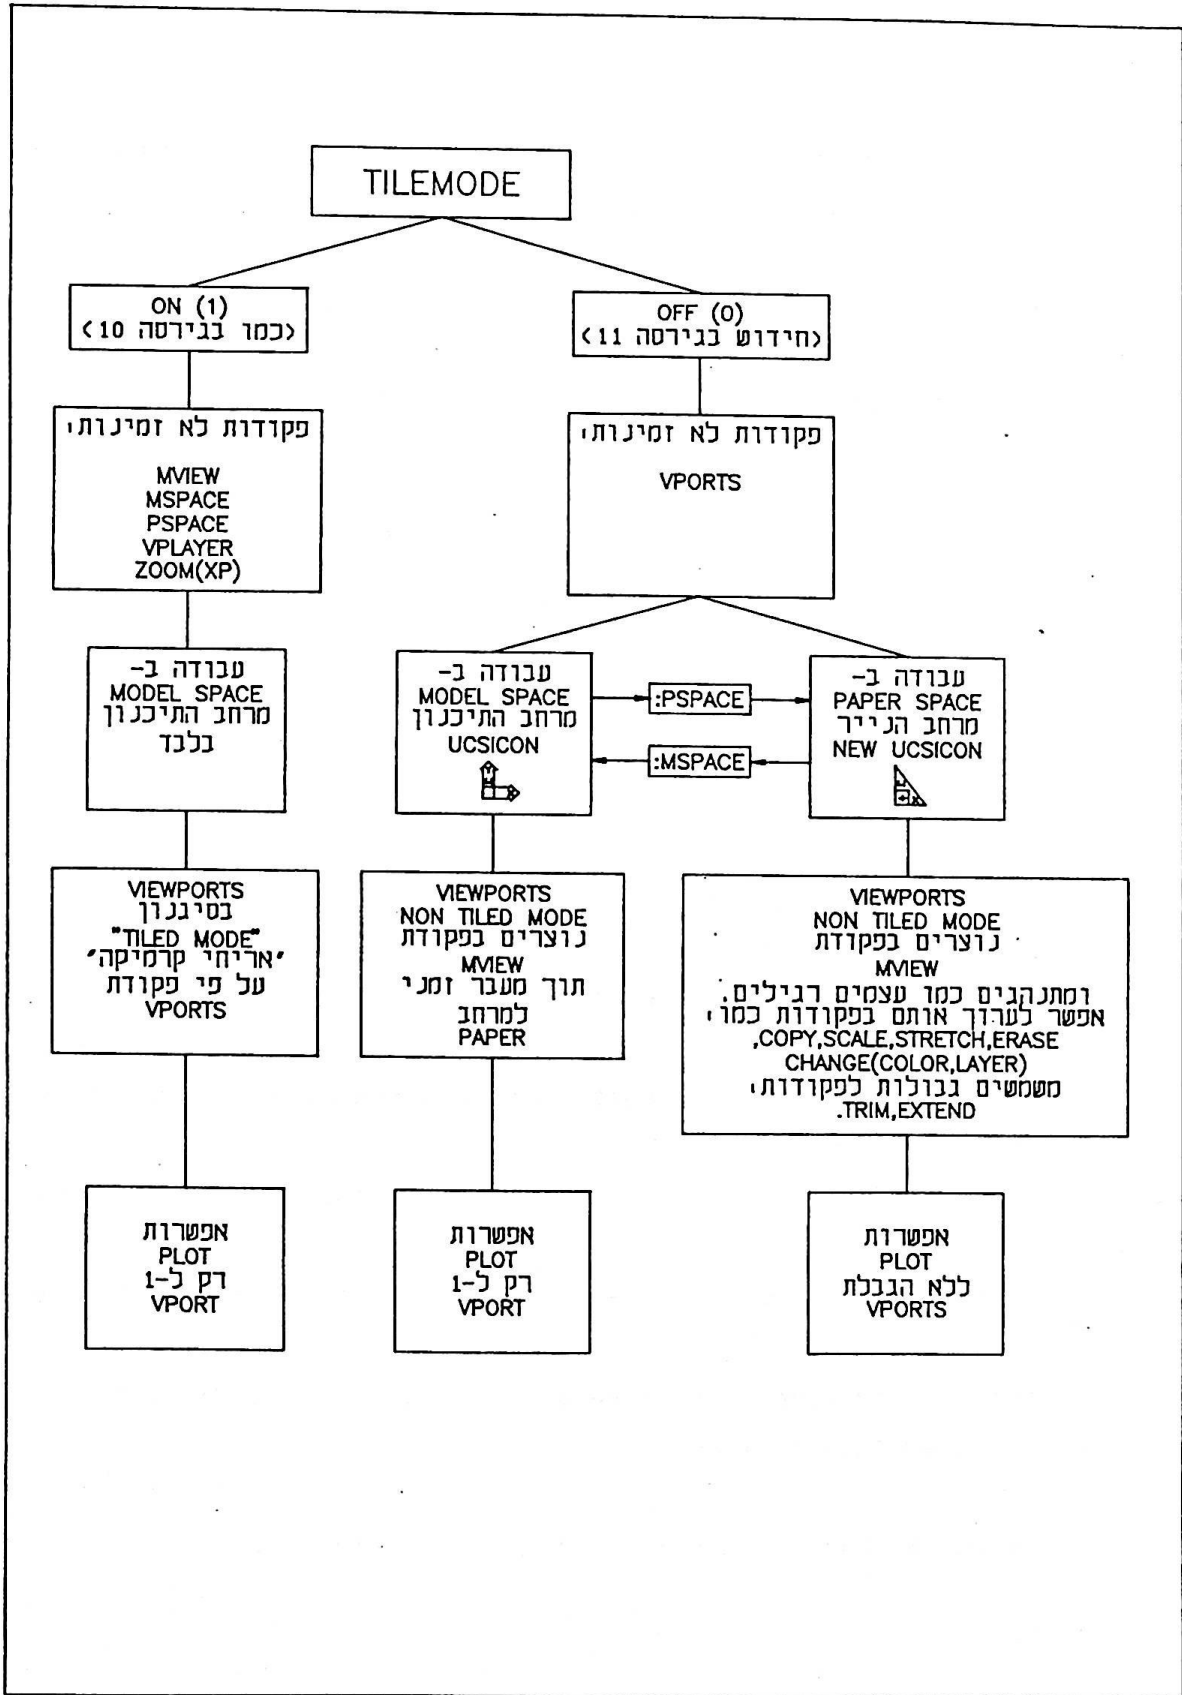 TILEMODE
ON (1)
(כמו בגירסה 10)
OFF (0)
(חידוש בגירסה 11)
פקודות לא זמינות:
MVIEW
MSPACE
PSPACE
VPLAYER
ZOOM(XP)
פקודות לא זמינות:
VPORTS
עבודה ב-
MODEL SPACE
מרחב התיכנון
בלבד
עבודה ב-
MODEL SPACE
מרחב התיכנון
UCSICON
:PSPACE
:MSPACE
עבודה ב-
PAPER SPACE
מרחב הנייר
NEW UCSICON
VIEWPORTS
בסיגנון
"TILED MODE"
'אריחי קרמיקה'
על פי פקודת
VPORTS
VIEWPORTS
NON TILED MODE
נוצרים בפקודת
MVIEW
תוך מעבר זמני
למרחב
PAPER
VIEWPORTS
NON TILED MODE
נוצרים בפקודת
MVIEW
ומתנהגים כמו עצמים רגילים.
אפשר לערוך אותם בפקודות כמו:
,COPY,SCALE,STRETCH,ERASE
CHANGE(COLOR,LAYER)
משמשים גבולות לפקודות:
.TRIM,EXTEND
אפשרות
PLOT
רק ל-1
VPORT
אפשרות
PLOT
רק ל-1
VPORT
אפשרות
PLOT
ללא הגבלת
VPORTS